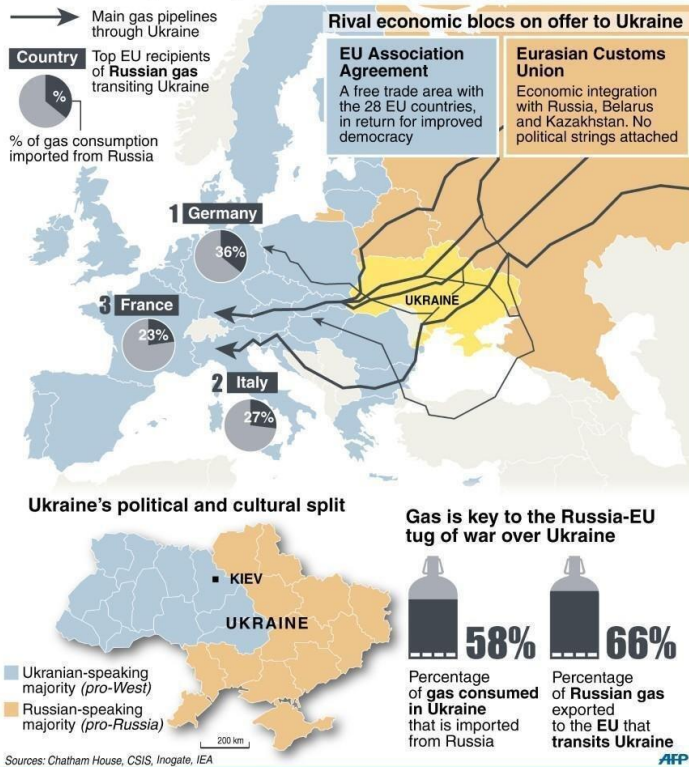 Main gas pipelines
through Ukraine
Country
Top EU recipients
of Russian gas
transiting Ukraine
%
% of gas consumption
imported from Russia
Rival economic blocs on offer to Ukraine
EU Association
Agreement
A free trade area with
the 28 EU countries,
in return for improved
democracy
Eurasian Customs
Union
Economic integration
with Russia, Belarus
and Kazakhstan. No
political strings attached
1 Germany
36%
UKRAINE
3 France
23%
2 Italy
27%
Ukraine's political and cultural split
KIEV
UKRAINE
Ukranian-speaking
majority (pro-West)
Russian-speaking
majority (pro-Russia)
200 km
Gas is key to the Russia-EU
tug of war over Ukraine
58%
Percentage
of gas consumed
in Ukraine
that is imported
from Russia
66%
Percentage
of Russian gas
exported
to the EU that
transits Ukraine
Sources: Chatham House, CSIS, Inogate, IEA
AFP